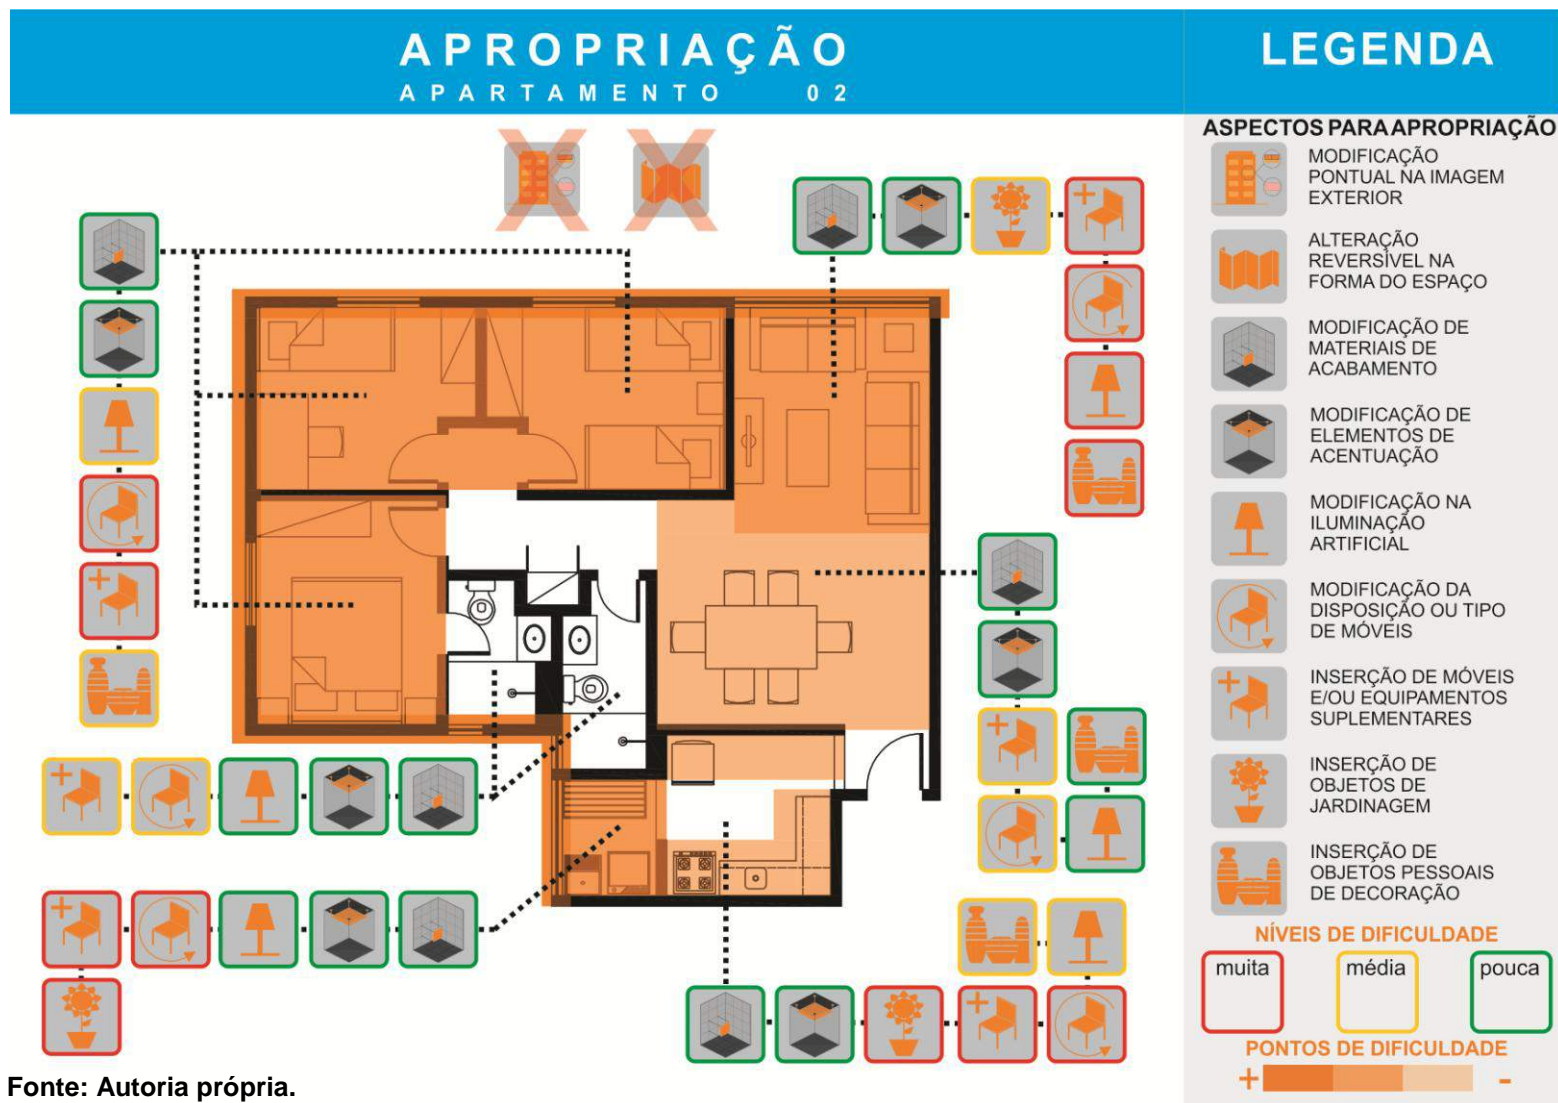 APROPRIAÇÃO
APARTAMENTO 02
LEGENDA
ASPECTOS PARA APROPRIAÇÃO
MODIFICAÇÃO
PONTUAL NA IMAGEM
EXTERIOR
ALTERAÇÃO
REVERSÍVEL NA
FORMA DO ESPAÇO
MODIFICAÇÃO DE
MATERIAIS DE
ACABAMENTO
MODIFICAÇÃO DE
ELEMENTOS DE
ACENTUAÇÃO
MODIFICAÇÃO NA
ILUMINAÇÃO
ARTIFICIAL
MODIFICAÇÃO DA
DISPOSIÇÃO OU TIPO
DE MÓVEIS
INSERÇÃO DE MÓVEIS
E/OU EQUIPAMENTOS
SUPLEMENTARES
INSERÇÃO DE
OBJETOS DE
JARDINAGEM
INSERÇÃO DE
OBJETOS PESSOAIS
DE DECORAÇÃO
NÍVEIS DE DIFICULDADE
muita média pouca
PONTOS DE DIFICULDADE
+ -
Fonte: Autoria própria.